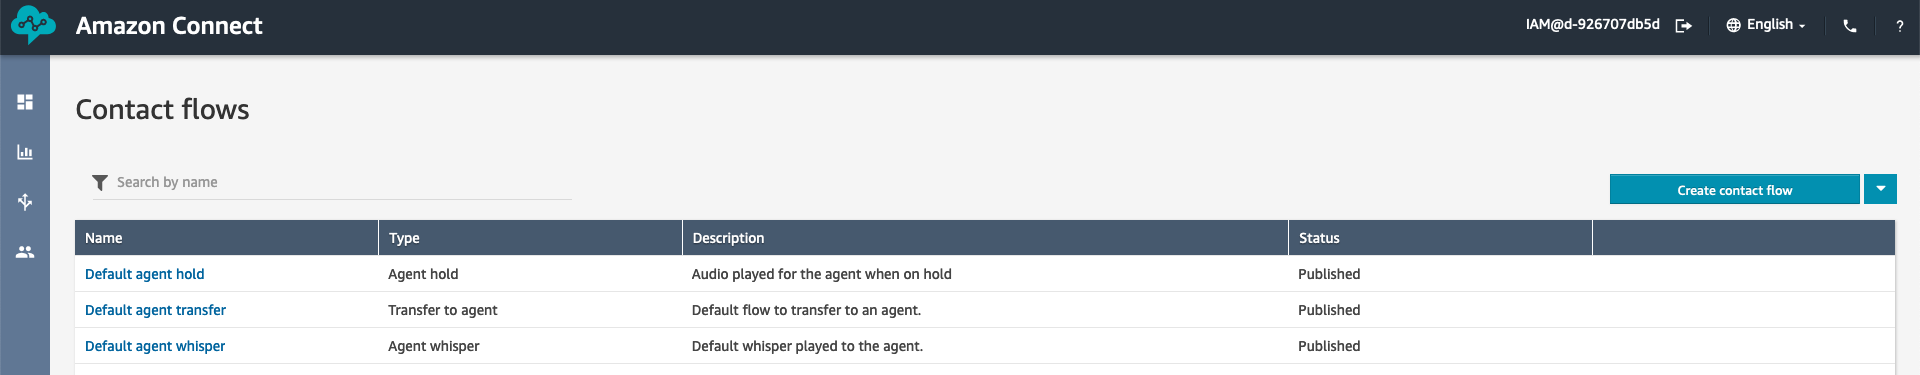 Amazon Connect
IAM@d-926707db5d
English
?
Contact flows
Search by name
Create contact flow
Name Type Description Status
Default agent hold Agent hold Audio played for the agent when on hold Published
Default agent transfer Transfer to agent Default flow to transfer to an agent. Published
Default agent whisper Agent whisper Default whisper played to the agent. Published